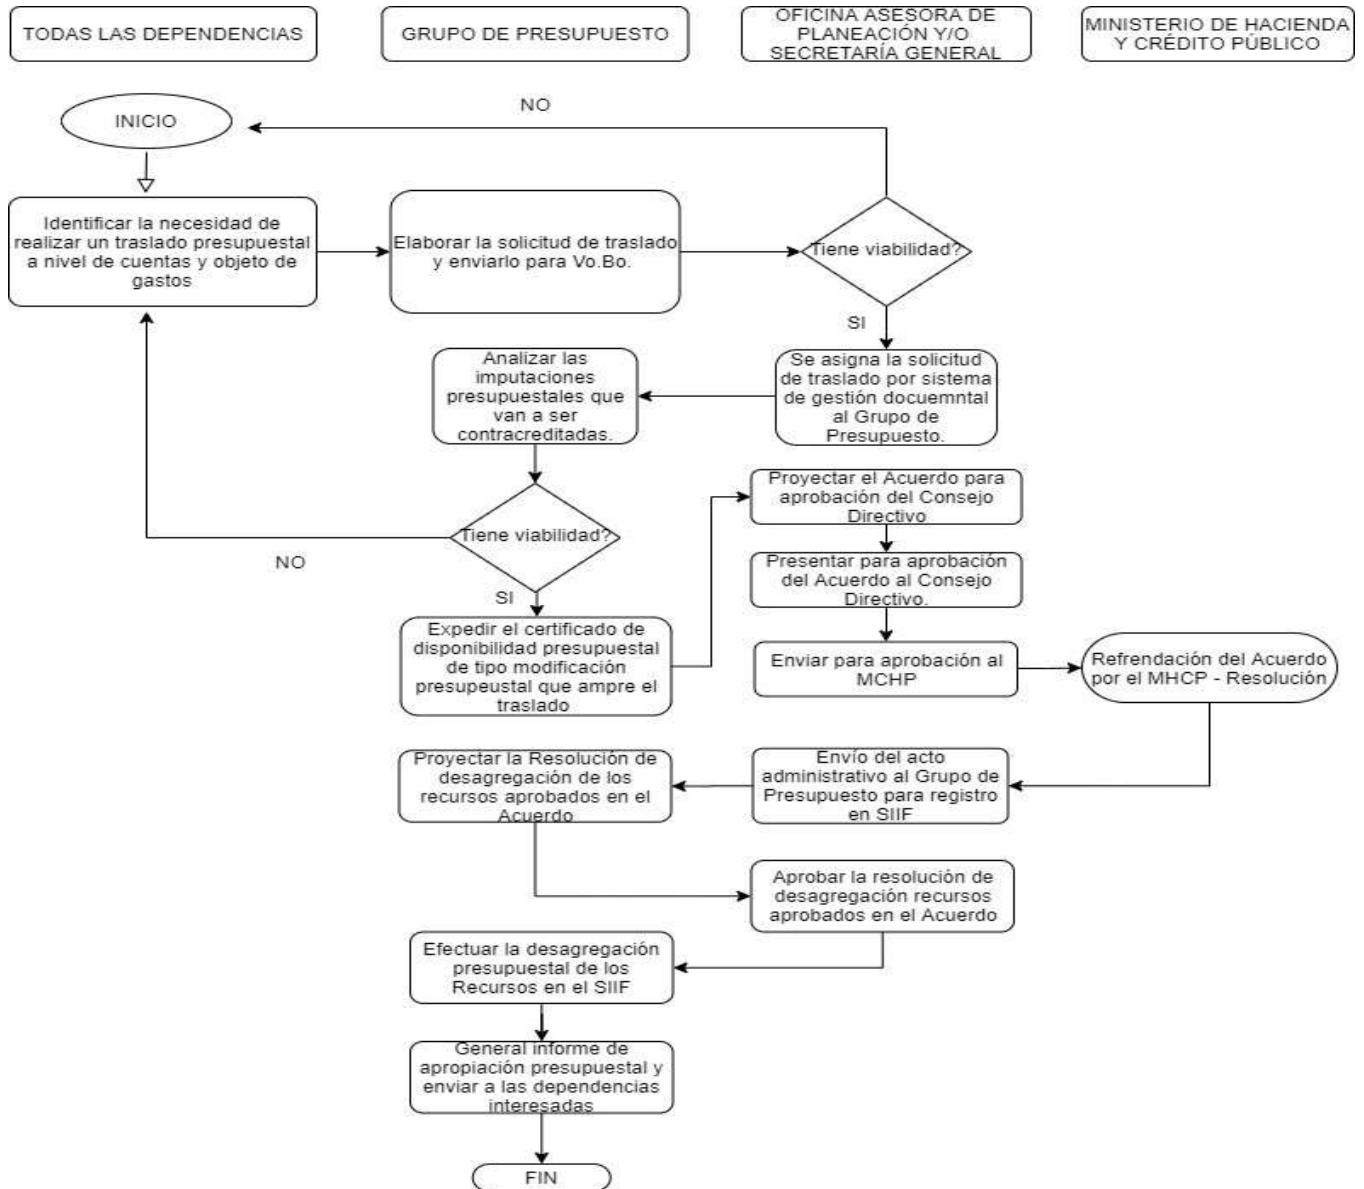 TODAS LAS DEPENDENCIAS
GRUPO DE PRESUPUESTO
OFICINA ASESORA DE
PLANEACIÓN Y/O
SECRETARÍA GENERAL
MINISTERIO DE HACIENDA
Y CRÉDITO PÚBLICO
NO
INICIO
Identificar la necesidad de
realizar un traslado presupuestal
a nivel de cuentas y objeto de
gastos
Elaborar la solicitud de traslado
y enviarlo para Vo.Bo.
Tiene viabilidad?
SI
Se asigna la solicitud
de traslado por sistema
de gestión docuemntal
al Grupo de
Presupuesto.
Analizar las
imputaciones
presupuestales que
van a ser
contracreditadas.
Tiene viabilidad?
NO
SI
Expedir el certificado de
disponibilidad presupuestal
de tipo modificación
presupeustal que ampre el
traslado
Proyectar el Acuerdo para
aprobación del Consejo
Directivo
Presentar para aprobación
del Acuerdo al Consejo
Directivo.
Enviar para aprobación al
MCHP
Refrendación del Acuerdo
por el MHCP - Resolución
Envío del acto
administrativo al Grupo de
Presupuesto para registro
en SIIF
Proyectar la Resolución de
desagregación de los
recursos aprobados en el
Acuerdo
Aprobar la resolución de
desagregación recursos
aprobados en el Acuerdo
Efectuar la desagregación
presupuestal de los
Recursos en el SIIF
General informe de
apropiación presupuestal y
enviar a las dependencias
interesadas
FIN